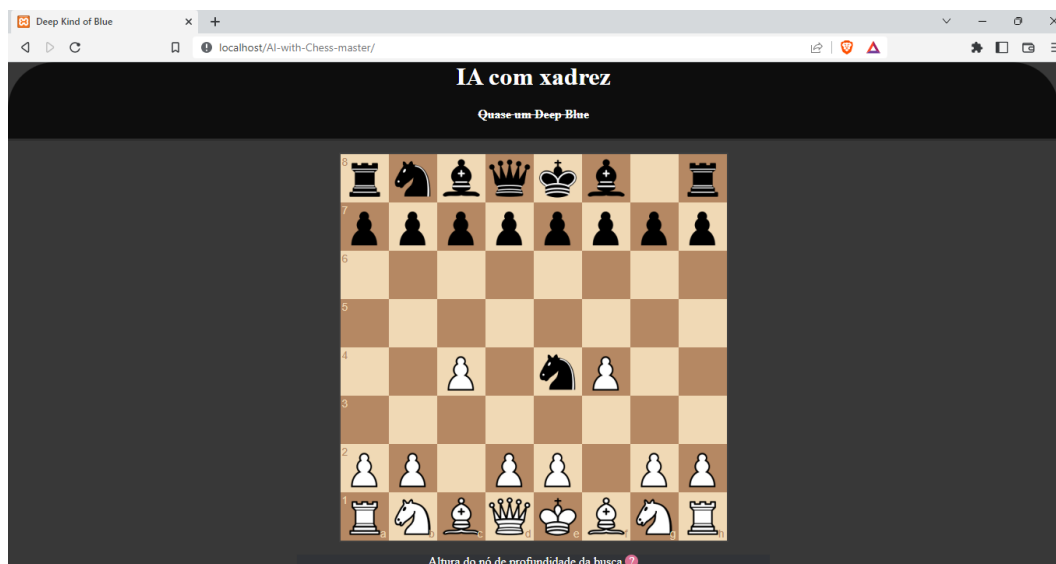 Deep Kind of Blue
localhost/AI-with-Chess-master/
IA com xadrez
Quase um Deep Blue
8
7
6
5
4
3
2
1
a b c d e f g h
Altura do nó de profundidade da busca ?